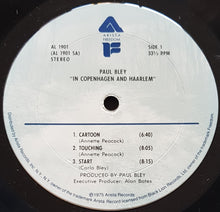 ARISTA
FREEDOM
AL 1901
(AL 1901 SA)
STEREO
SIDE 1
33⅓ RPM
PAUL BLEY
"IN COPENHAGEN AND HAARLEM"
1. CARTOON (6:40)
(Annette Peacock)
2. TOUCHING (8:05)
(Annette Peacock)
3. START (8:15)
(Carla Bley)
PRODUCED BY PAUL BLEY
Executive Producer: Alan Bates
℗1975 Arista Records